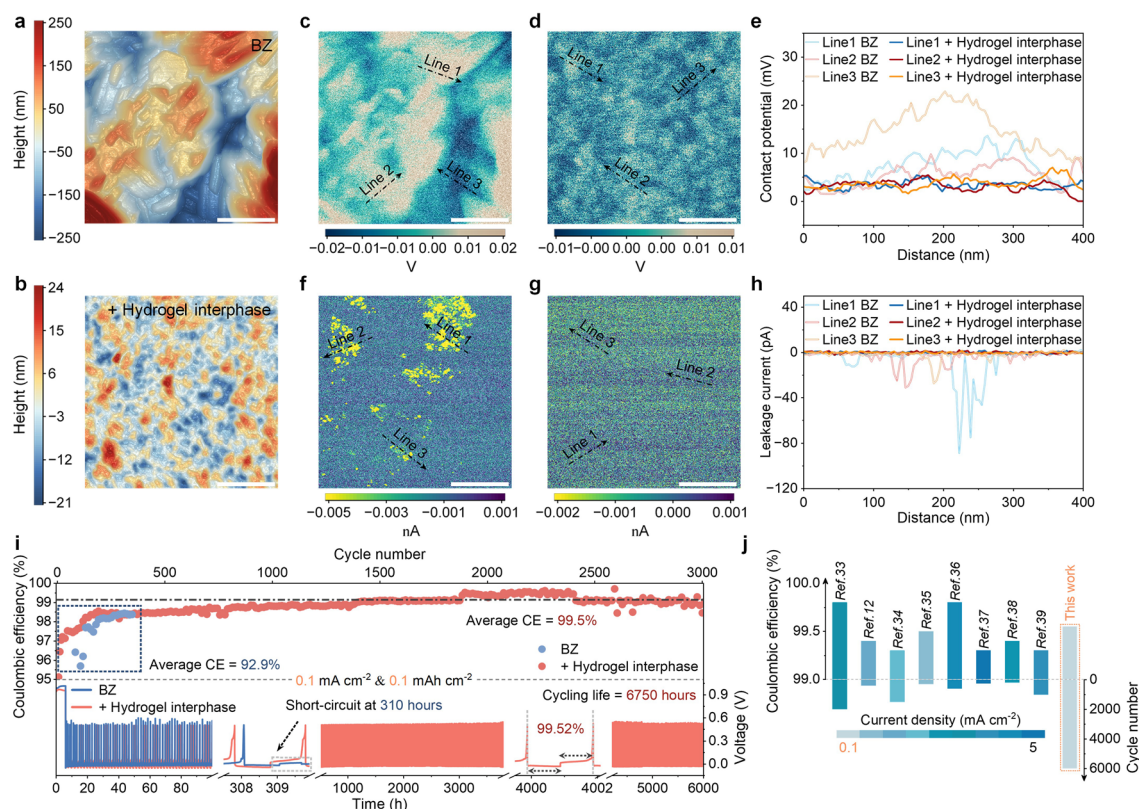 a
250
150
50
−50
−150
−250
Height (nm)
BZ
c
Line 1
Line 2
Line 3
−0.02
−0.01
0.00
0.01
0.02
V
d
Line 1
Line 3
Line 2
−0.01
−0.00
0.00
0.01
0.01
V
e
Line1 BZ
Line1 + Hydrogel interphase
Line2 BZ
Line2 + Hydrogel interphase
Line3 BZ
Line3 + Hydrogel interphase
30
20
10
0
Contact potential (mV)
0
100
200
300
400
Distance (nm)
b
24
15
6
−3
−12
−21
Height (nm)
+ Hydrogel interphase
f
Line 2
Line 1
Line 3
−0.005
−0.003
−0.001
0.001
nA
g
Line 3
Line 2
Line 1
−0.002
−0.001
−0.000
0.001
nA
h
Line1 BZ
Line1 + Hydrogel interphase
Line2 BZ
Line2 + Hydrogel interphase
Line3 BZ
Line3 + Hydrogel interphase
40
0
−40
−80
−120
Leakage current (pA)
0
100
200
300
400
Distance (nm)
i
Cycle number
0
500
1000
1500
2000
2500
3000
Coulombic efficiency (%)
100
99
98
97
96
95
Average CE = 92.9%
Average CE = 99.5%
BZ
+ Hydrogel interphase
0.1 mA cm⁻² & 0.1 mAh cm⁻²
BZ
+ Hydrogel interphase
Short-circuit at 310 hours
Cycling life = 6750 hours
99.52%
0.9
0.6
0.3
0.0
Voltage (V)
0
20
40
60
80
308
309
1000
2000
3000
4000
4002
5000
6000
Time (h)
j
Coulombic efficiency (%)
100.0
99.5
99.0
Ref.33
Ref.12
Ref.34
Ref.35
Ref.36
Ref.37
Ref.38
Ref.39
This work
Current density (mA cm⁻²)
0.1
5
0
2000
4000
6000
Cycle number